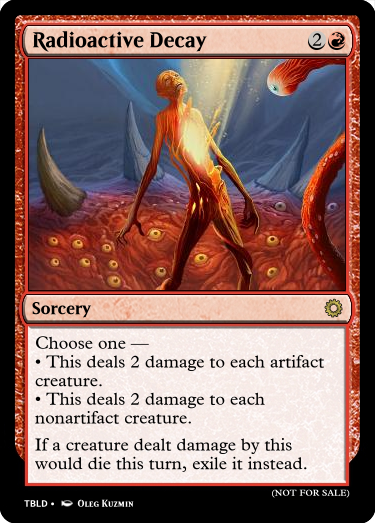 Radioactive Decay 2
Sorcery
Choose one —
• This deals 2 damage to each artifact
creature.
• This deals 2 damage to each
nonartifact creature.
If a creature dealt damage by this
would die this turn, exile it instead.
(NOT FOR SALE)
TBLD • Oleg Kuzmin